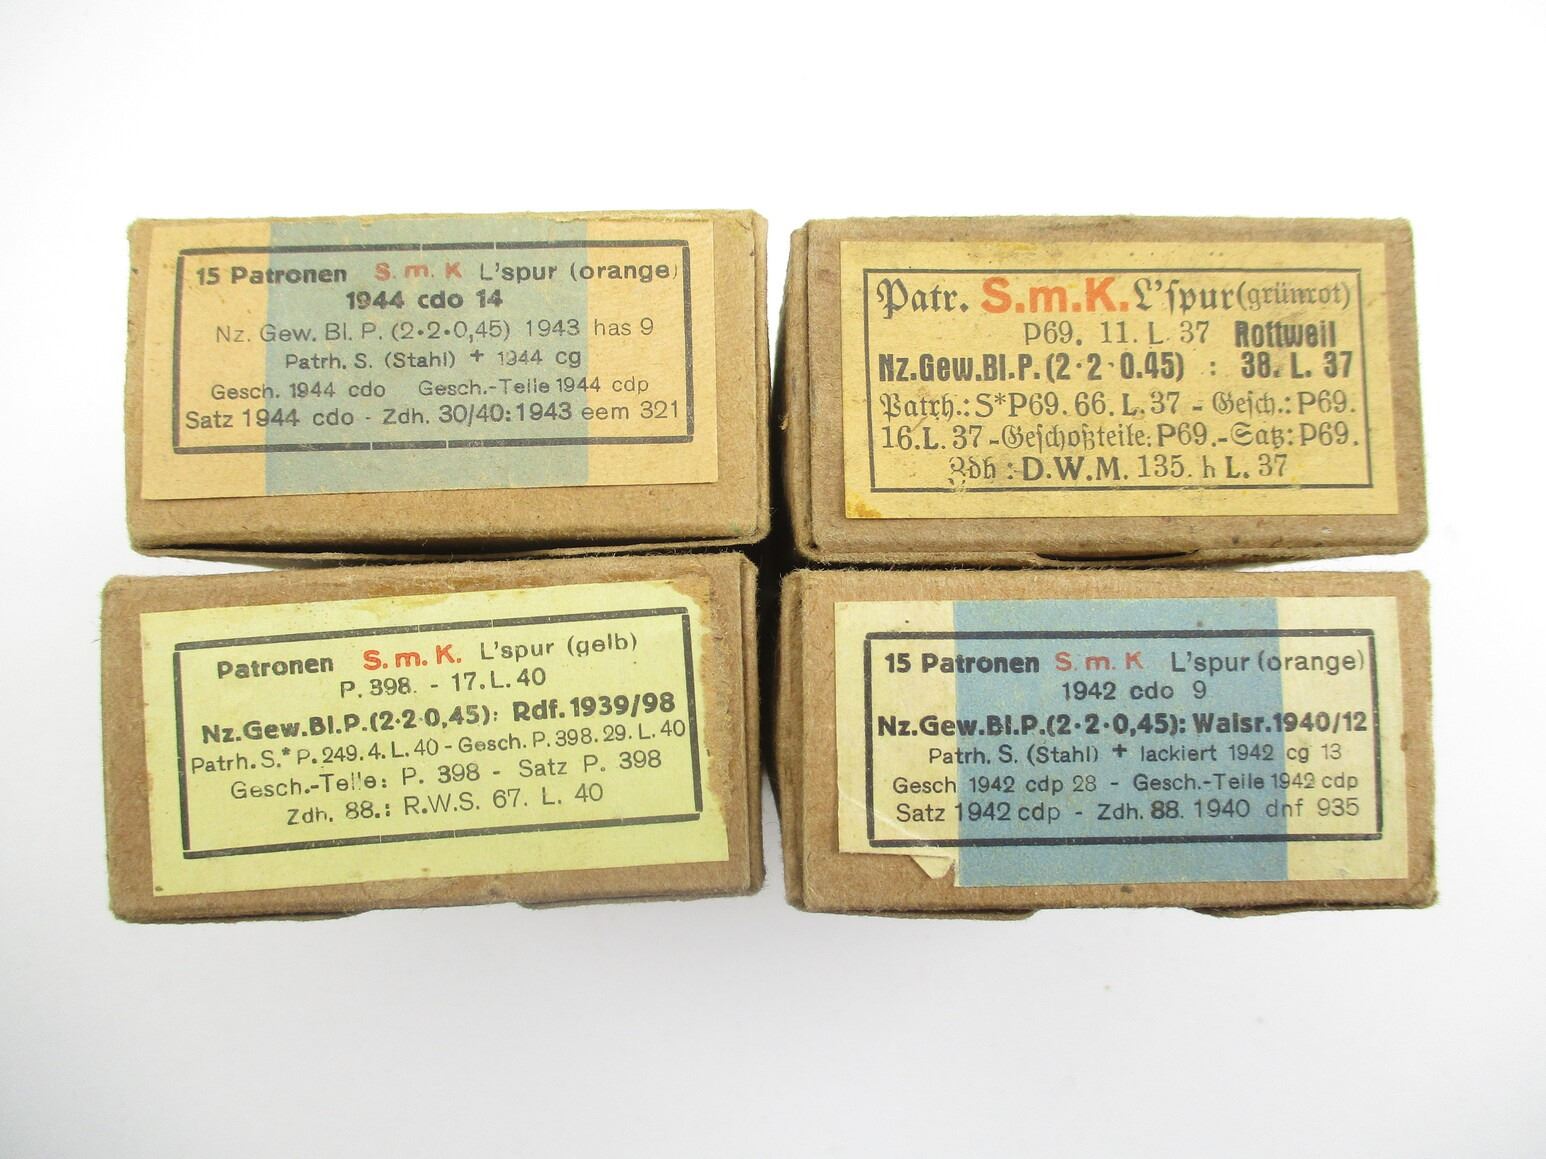 15 Patronen S. m. K L'spur (orange)
1944 cdo 14
Nz. Gew. Bl. P. (2·2·0,45) 1943 has 9
Patrh. S. (Stahl) + 1944 cg
Gesch. 1944 cdo Gesch.-Teile 1944 cdp
Satz 1944 cdo - Zdh. 30/40: 1943 eem 321
Patr. S.m.K. L'spur (grünrot)
P69. 11. L. 37 Rottweil
Nz.Gew.Bl.P. (2·2·0.45) : 38. L. 37
Patrh.: S* P69. 66. L. 37 - Gesch.: P69.
16. L. 37 - Geschoßteile: P69. - Satz: P69.
Zdh : D.W.M. 135. h L. 37
Patronen S. m. K. L'spur (gelb)
P. 398. - 17. L. 40
Nz.Gew.Bl.P.(2·2·0,45): Rdf. 1939/98
Patrh. S.* P. 249. 4. L. 40 - Gesch. P. 398. 29. L. 40
Gesch.-Teile: P. 398 - Satz P. 398
Zdh. 88.: R.W.S. 67. L. 40
15 Patronen S m K L'spur (orange)
1942 cdo 9
Nz.Gew.Bl.P.(2·2·0,45): Walsr. 1940/12
Patrh. S. (Stahl) + lackiert 1942 cg 13
Gesch 1942 cdp 28 - Gesch.-Teile 1942 cdp
Satz 1942 cdp - Zdh. 88. 1940 dnf 935